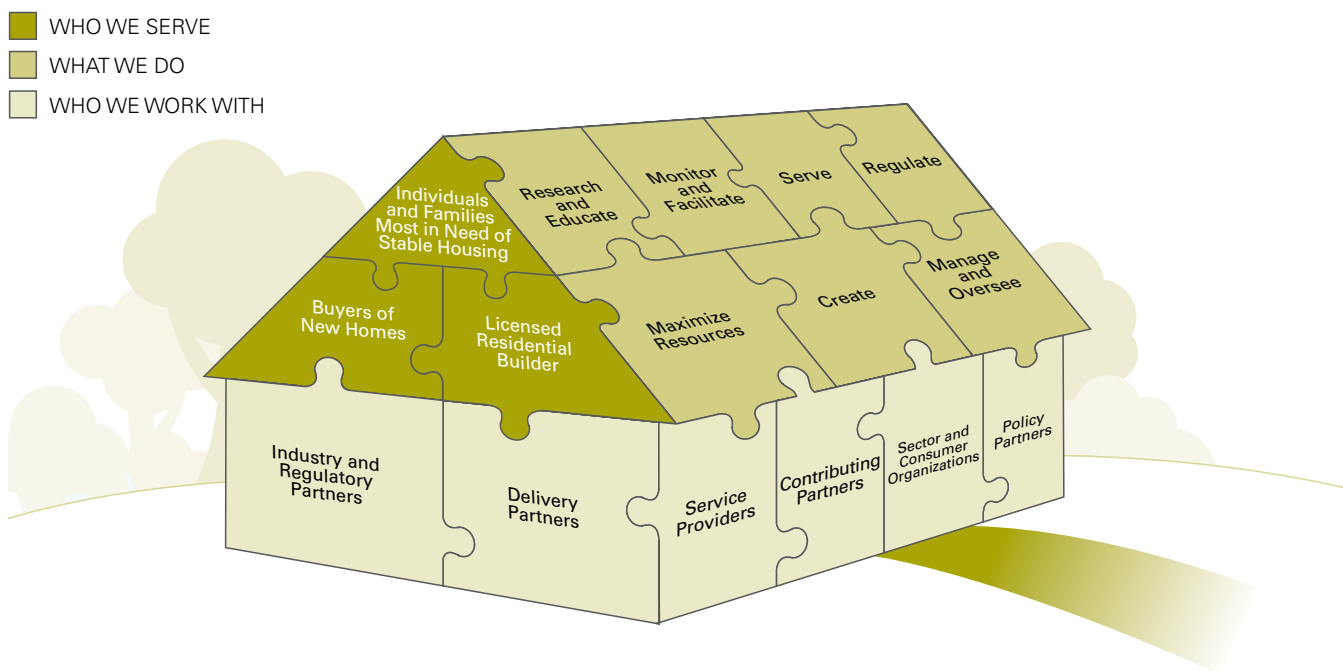 WHO WE SERVE
WHAT WE DO
WHO WE WORK WITH
Individuals
and Families
Most in Need of
Stable Housing
Buyers of
New Homes
Licensed
Residential
Builder
Research
and
Educate
Monitor
and
Facilitate
Serve
Regulate
Maximize
Resources
Create
Manage
and
Oversee
Industry and
Regulatory
Partners
Delivery
Partners
Service
Providers
Contributing
Partners
Sector and
Consumer
Organizations
Policy
Partners